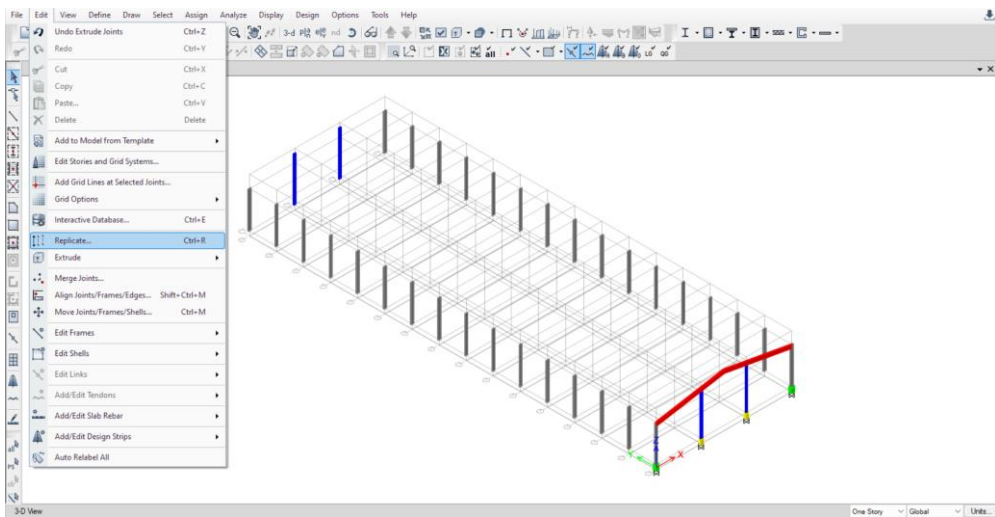 File Edit View Define Draw Select Assign Analyze Display Design Options Tools Help
Undo Extrude Joints Ctrl+Z
Redo Ctrl+Y
Cut Ctrl+X
Copy Ctrl+C
Paste... Ctrl+V
Delete Delete
Add to Model from Template
Edit Stories and Grid Systems...
Add Grid Lines at Selected Joints...
Grid Options
Interactive Database... Ctrl+E
Replicate... Ctrl+R
Extrude
Merge Joints...
Align Joints/Frames/Edges... Shift+Ctrl+M
Move Joints/Frames/Shells... Ctrl+M
Edit Frames
Edit Shells
Edit Links
Add/Edit Tendons
Add/Edit Slab Rebar
Add/Edit Design Strips
Auto Relabel All
3-d
nd
Z
Y X
3-D View One Story Global Units...